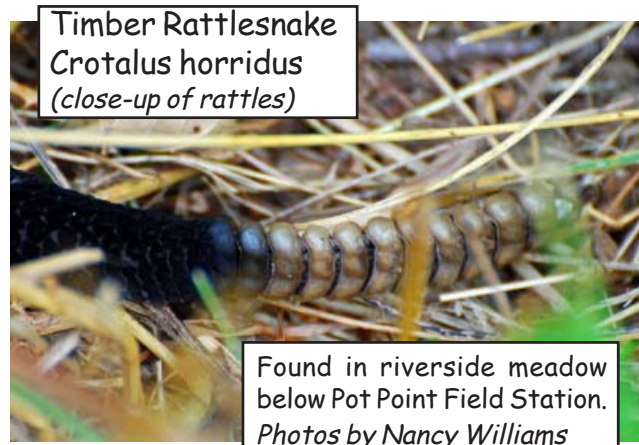 Timber Rattlesnake
Crotalus horridus
(close-up of rattles)
Found in riverside meadow
below Pot Point Field Station.
Photos by Nancy Williams